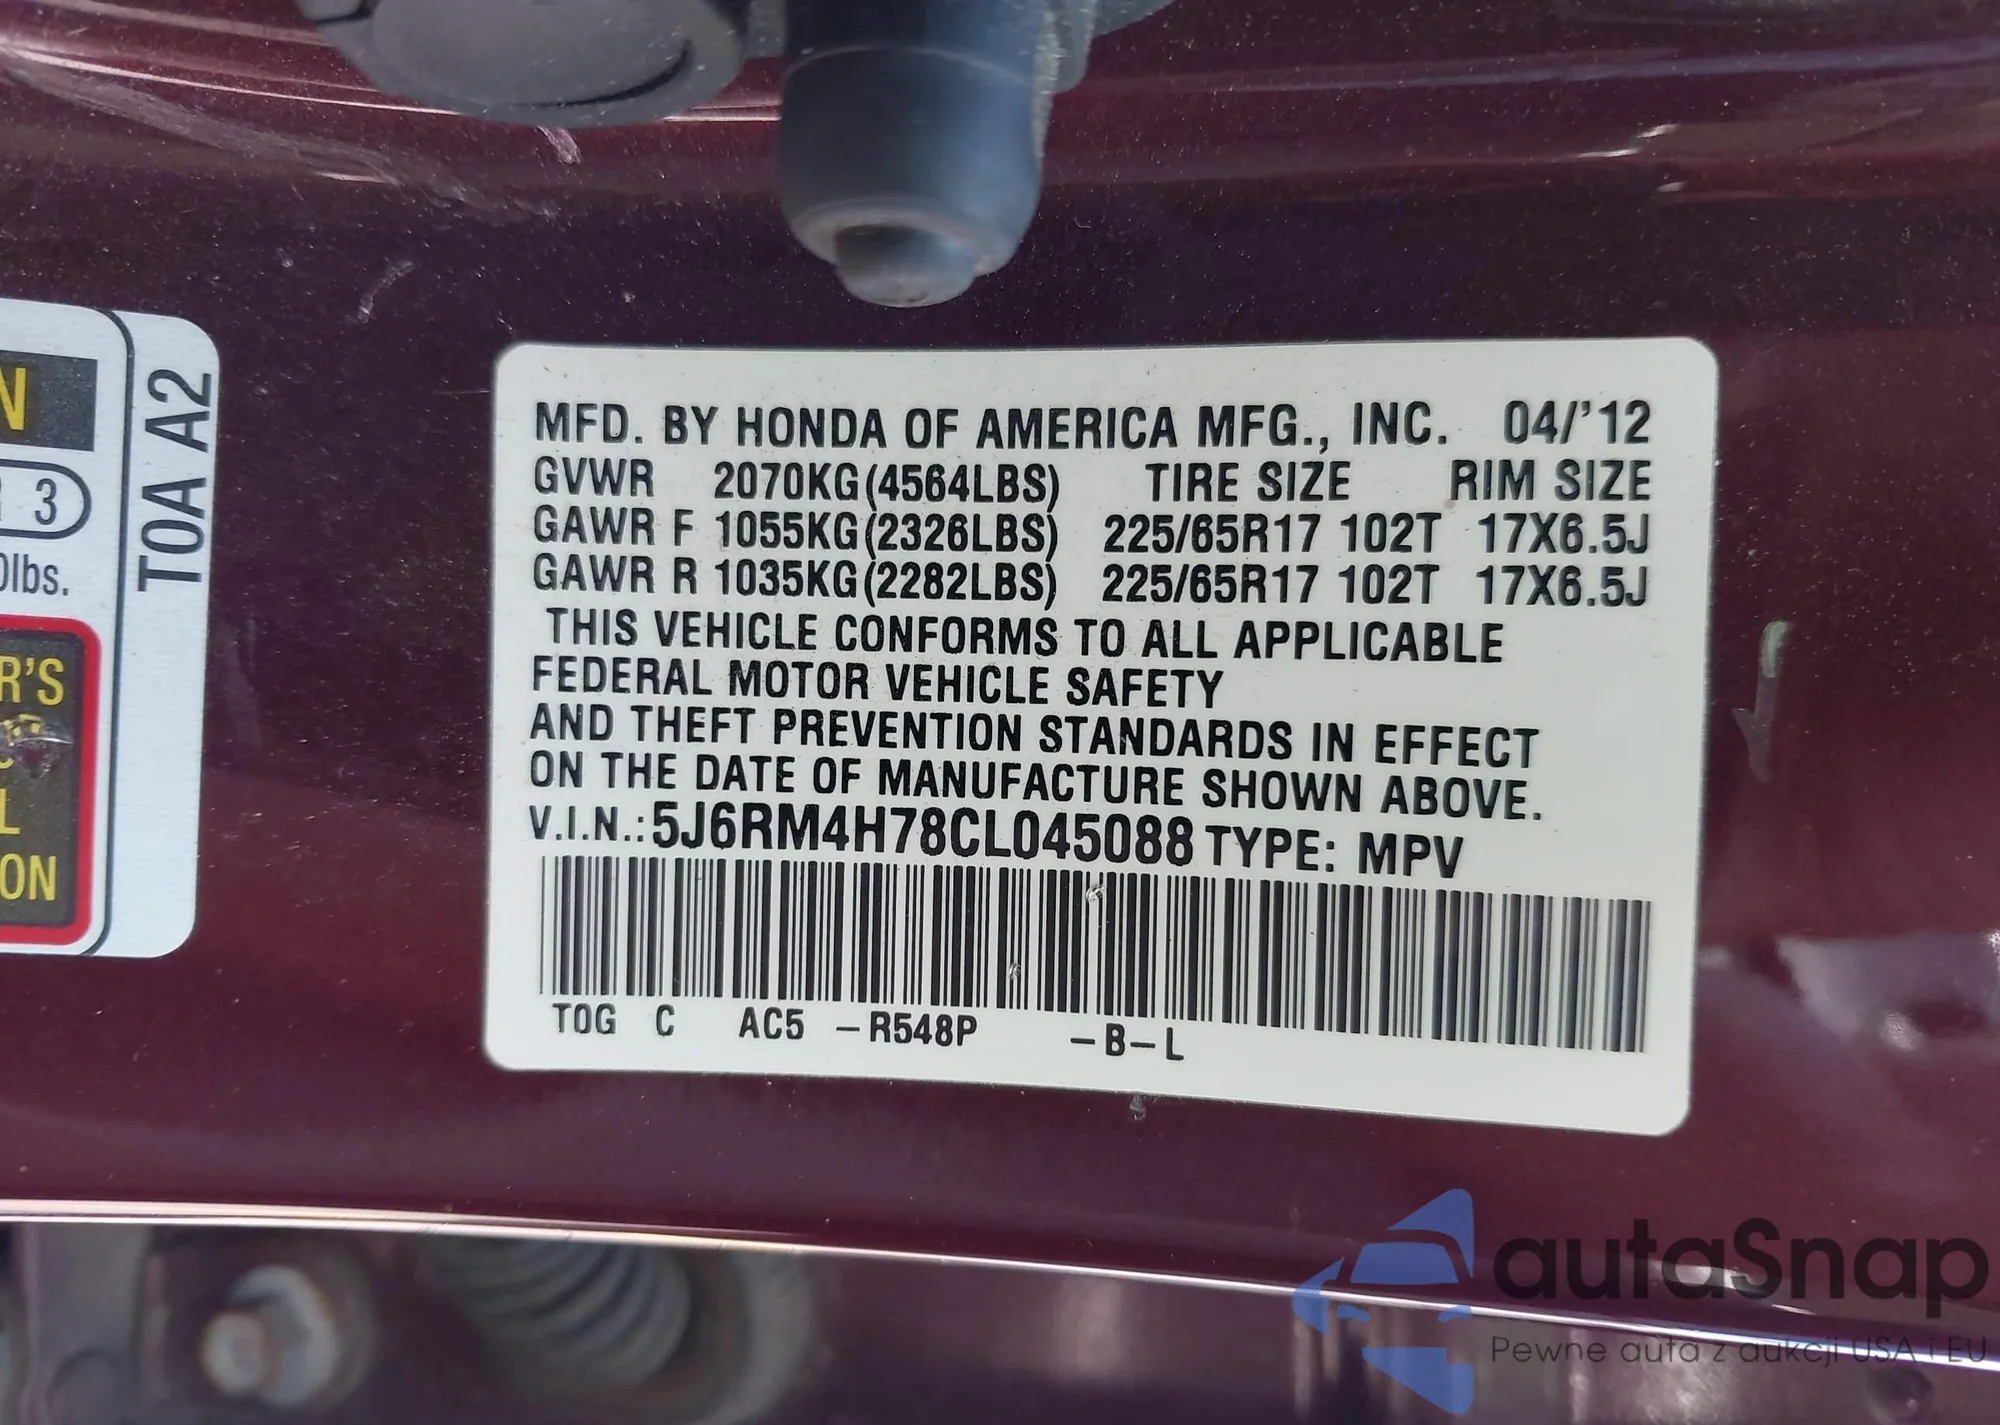 N
R 3
0lbs.
R'S
L
ON
T0A A2
MFD. BY HONDA OF AMERICA MFG., INC. 04/'12
GVWR 2070KG(4564LBS) TIRE SIZE RIM SIZE
GAWR F 1055KG(2326LBS) 225/65R17 102T 17X6.5J
GAWR R 1035KG(2282LBS) 225/65R17 102T 17X6.5J
THIS VEHICLE CONFORMS TO ALL APPLICABLE
FEDERAL MOTOR VEHICLE SAFETY
AND THEFT PREVENTION STANDARDS IN EFFECT
ON THE DATE OF MANUFACTURE SHOWN ABOVE.
V.I.N.:5J6RM4H78CL045088 TYPE: MPV
T0G C AC5 -R548P -B-L
autaSnap
Pewne auta z aukcji USA i EU